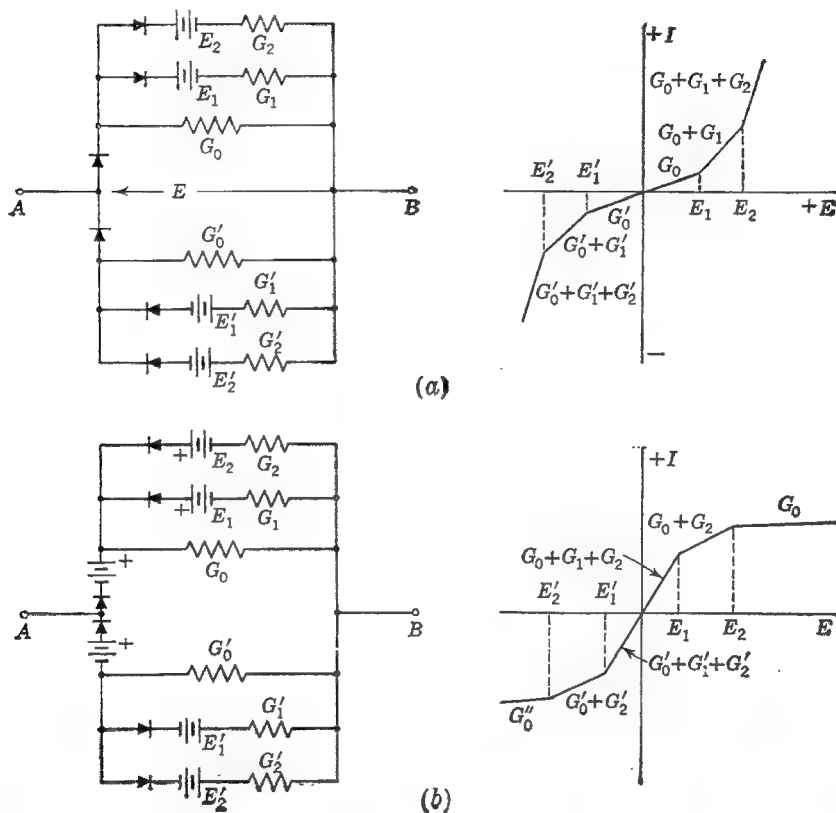 E₂ G₂
E₁ G₁
G₀
A E B
G′₀
G′₁
E′₁
G′₂
E′₂
+I
G₀+G₁+G₂
G₀+G₁
G₀
E′₂ E′₁
E₁ E₂ +E
G′₀
G′₀+G′₁
G′₀+G′₁+G′₂
−
(a)
+ E₂ G₂
+ E₁ G₁
+
G₀
A B
+
G′₀
G′₁
E′₁
G′₂
E′₂
+I
G₀
G₀+G₂
G₀+G₁+G₂
E′₂ E′₁
E₁ E₂ E
G′₀+G′₁+G′₂
G″₀ G′₀+G′₂
(b)